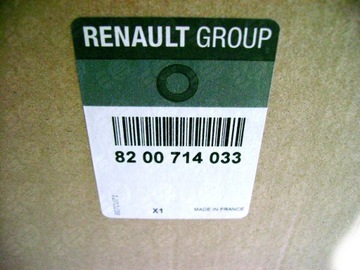 RENAULT GROUP
82 00 714 033
X1
MADE IN FRANCE